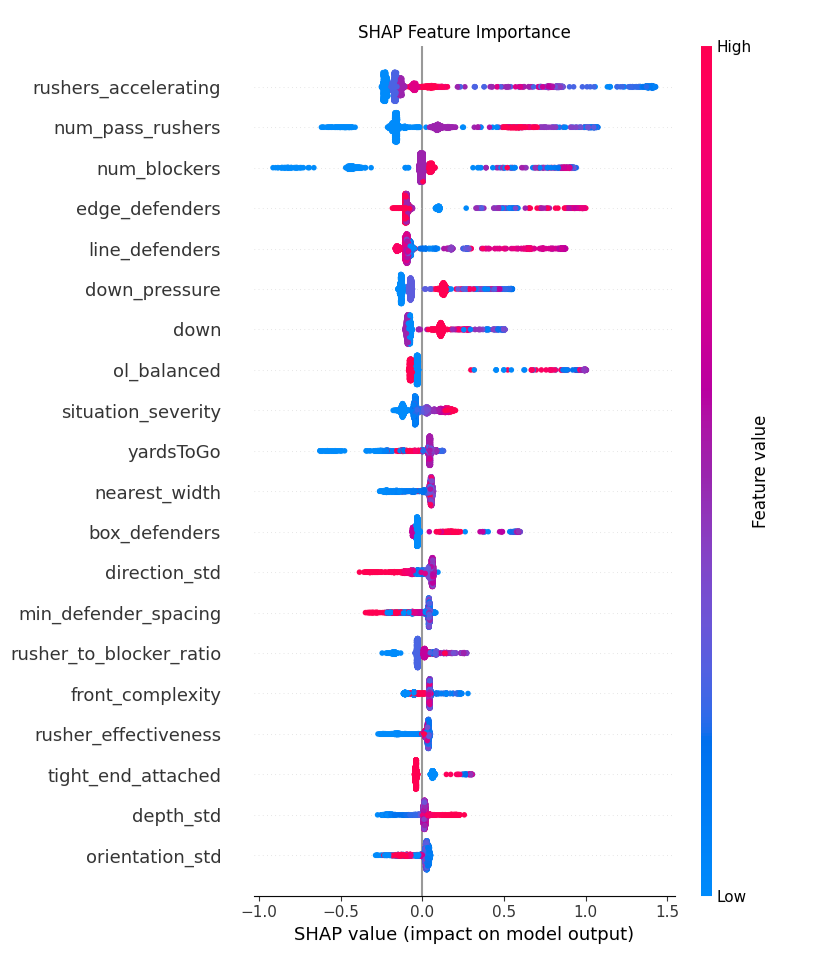 SHAP Feature Importance
High
rushers_accelerating
num_pass_rushers
num_blockers
edge_defenders
line_defenders
down_pressure
down
ol_balanced
situation_severity
yardsToGo
nearest_width
box_defenders
direction_std
min_defender_spacing
rusher_to_blocker_ratio
front_complexity
rusher_effectiveness
tight_end_attached
depth_std
orientation_std
Feature value
Low
−1.0 −0.5 0.0 0.5 1.0 1.5
SHAP value (impact on model output)